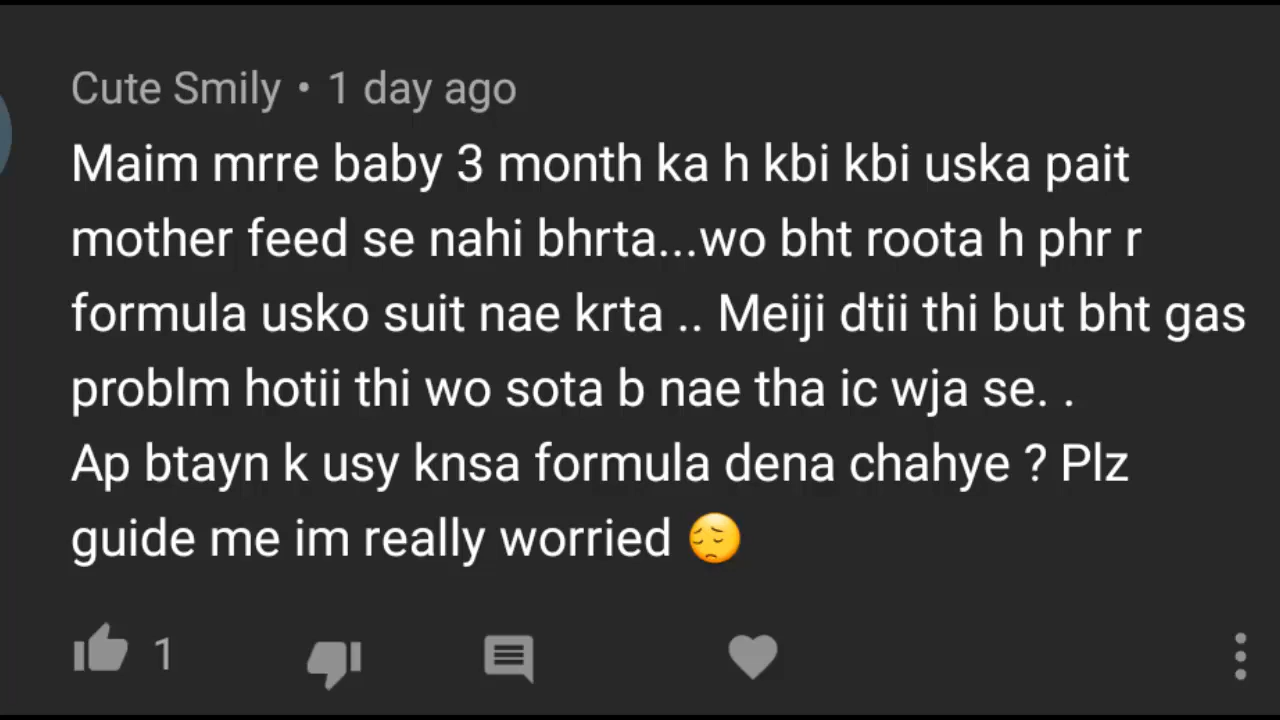 Cute Smily • 1 day ago
Maim mrre baby 3 month ka h kbi kbi uska pait
mother feed se nahi bhrta...wo bht roota h phr r
formula usko suit nae krta .. Meiji dtii thi but bht gas
problm hotii thi wo sota b nae tha ic wja se. .
Ap btayn k usy knsa formula dena chahye ? Plz
guide me im really worried 😔
1